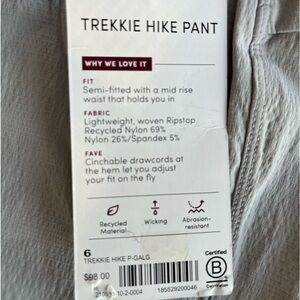 TREKKIE HIKE PANT
WHY WE LOVE IT
FIT
Semi-fitted with a mid rise
waist that holds you in
FABRIC
Lightweight, woven Ripstop
Recycled Nylon 69%
Nylon 26%/Spandex 5%
FAVE
Cinchable drawcords at
the hem let you adjust
your fit on the fly
Recycled Material
Wicking
Abrasion-resistant
6
TREKKIE HIKE P-GALG
$98.00
185529200046
Certified
B
Corporation